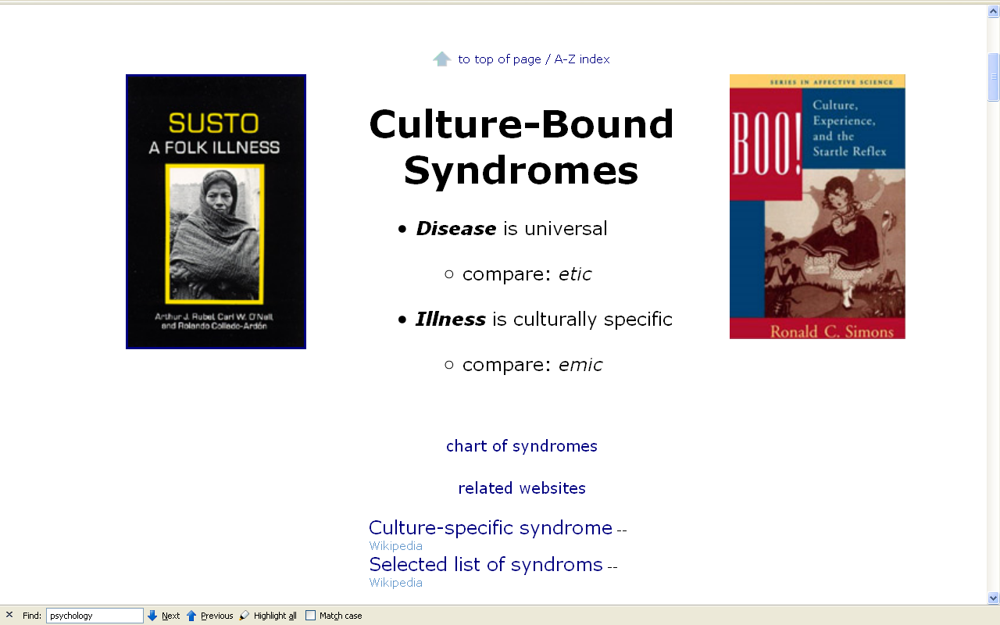 to top of page / A-Z index
SUSTO
A FOLK ILLNESS
Arthur J. Rubel, Carl W. O'Nell,
and Rolando Collado-Ardón
Culture-Bound
Syndromes
• Disease is universal
○ compare: etic
• Illness is culturally specific
○ compare: emic
SERIES IN AFFECTIVE SCIENCE
BOO!
Culture,
Experience,
and the
Startle Reflex
Ronald C. Simons
chart of syndromes
related websites
Culture-specific syndrome --
Wikipedia
Selected list of syndroms --
Wikipedia
Find: psychology Next Previous Highlight all Match case